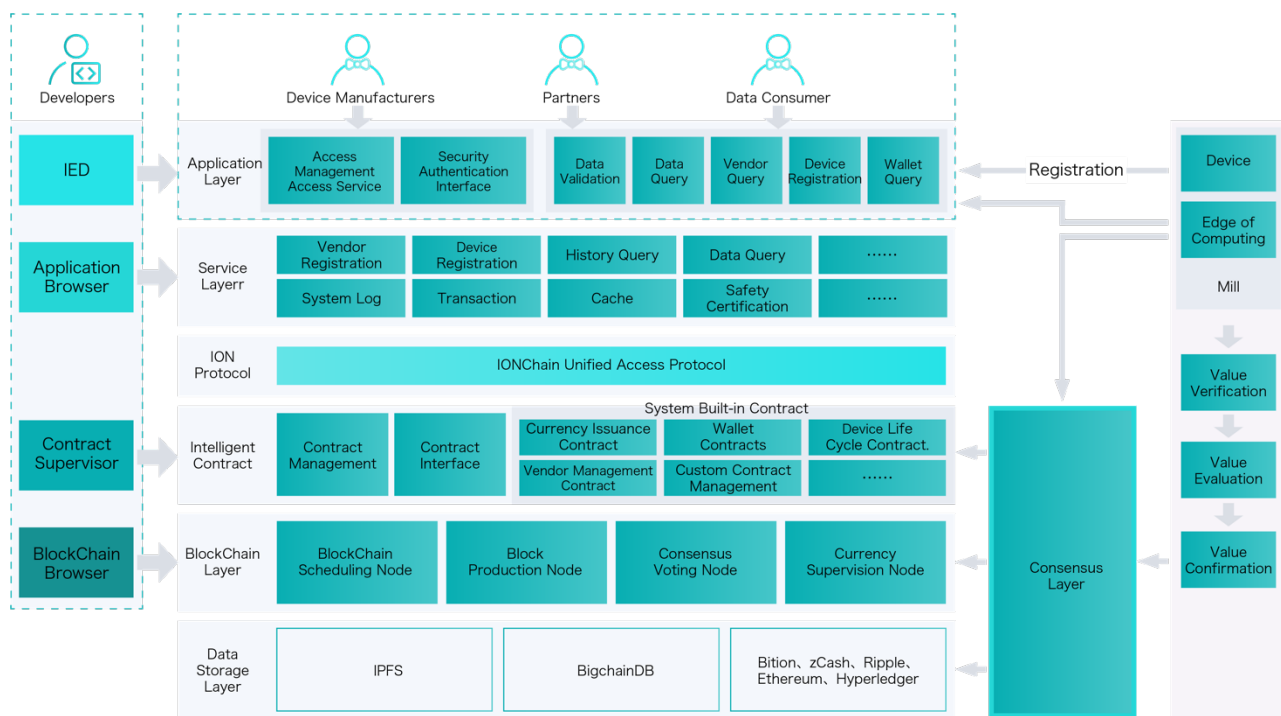 Developers
Device Manufacturers
Partners
Data Consumer
IED
Application
Layer
Access
Management
Access Service
Security
Authentication
Interface
Data
Validation
Data
Query
Vendor
Query
Device
Registration
Wallet
Query
Registration
Device
Edge of
Computing
Mill
Application
Browser
Service
Layerr
Vendor
Registration
Device
Registration
History Query
Data Query
······
System Log
Transaction
Cache
Safety
Certification
······
ION
Protocol
IONChain Unified Access Protocol
Value
Verification
Contract
Supervisor
Intelligent
Contract
Contract
Management
Contract
Interface
System Built-in Contract
Currency Issuance
Contract
Wallet
Contracts
Device Life
Cycle Contract.
Vendor Management
Contract
Custom Contract
Management
······
Value
Evaluation
BlockChain
Browser
BlockChain
Layer
BlockChain
Scheduling Node
Block
Production Node
Consensus
Voting Node
Currency
Supervision Node
Consensus
Layer
Value
Confirmation
Data
Storage
Layer
IPFS
BigchainDB
Bition、zCash、Ripple、
Ethereum、Hyperledger